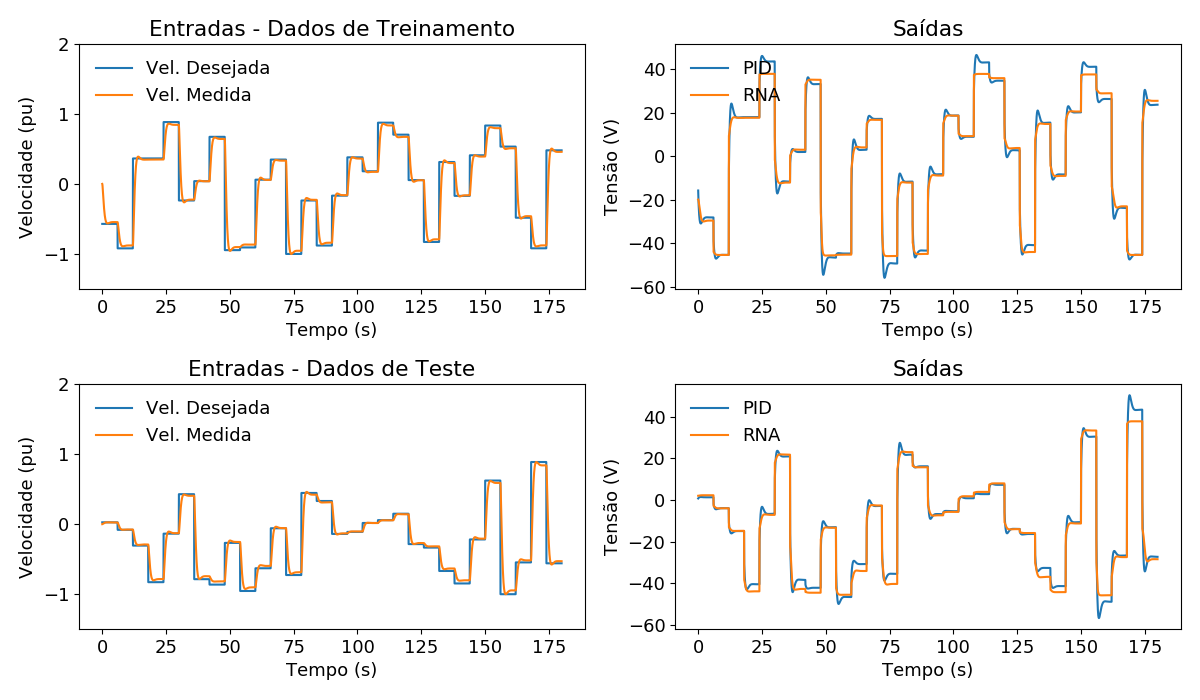 Entradas - Dados de Treinamento
2
1
0
−1
Velocidade (pu)
Vel. Desejada
Vel. Medida
0 25 50 75 100 125 150 175
Tempo (s)
Saídas
40
20
0
−20
−40
−60
Tensão (V)
PID
RNA
0 25 50 75 100 125 150 175
Tempo (s)
Entradas - Dados de Teste
2
1
0
−1
Velocidade (pu)
Vel. Desejada
Vel. Medida
0 25 50 75 100 125 150 175
Tempo (s)
Saídas
40
20
0
−20
−40
−60
Tensão (V)
PID
RNA
0 25 50 75 100 125 150 175
Tempo (s)